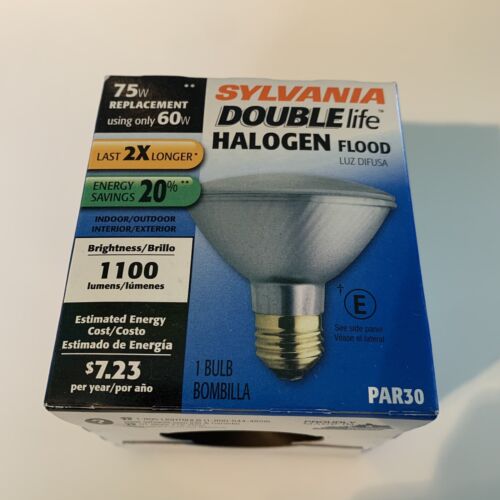 75W **
REPLACEMENT
using only 60W
LAST 2X LONGER*
ENERGY
SAVINGS 20%**
INDOOR/OUTDOOR
INTERIOR/EXTERIOR
Brightness/Brillo
1100
lumens/lúmenes
Estimated Energy
Cost/Costo
Estimado de Energía
$7.23
per year/por año
SYLVANIA
DOUBLE life™
HALOGEN FLOOD
LUZ DIFUSA
† E
See side panel
Véase el lateral
1 BULB
BOMBILLA
PAR30
PROUDLY